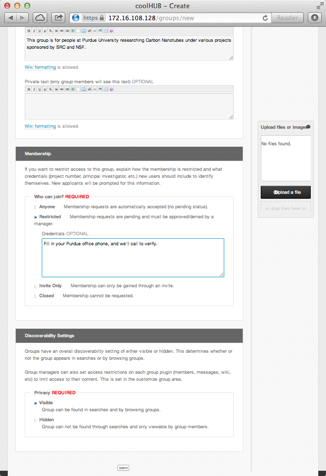 coolHUB - Create
https 172.16.108.128/groups/new
Reader
This group is for people at Purdue University researching Carbon Nanotubes under various projects
sponsored by SRC and NSF.
Wiki formatting is allowed.
Private text (only group members will see this text) OPTIONAL
Wiki formatting is allowed.
Upload files or images
No files found.
Upload a file
Membership
If you want to restrict access to this group, explain how the membership is restricted and what
credentials (project number, principal investigator, etc.) new users should include to identify
themselves. New applicants will be prompted for this information.
Who can join? REQUIRED
Anyone Membership requests are automatically accepted (no pending status).
Restricted Membership requests are pending and must be approved/denied by a
manager.
Credentials OPTIONAL
Fill in your Purdue office phone, and we'll call to verify.
Invite Only Membership can only be gained through an invite.
Closed Membership cannot be requested.
Discoverability Settings
Groups have an overall discoverability setting of either visible or hidden. This determines whether or
not the group appears in searches or by browsing groups.
Group managers can also set access restrictions on each group plugin (members, messages, wiki,
etc) to limit access to their content. This is set in the customize group area.
Privacy REQUIRED
Visible
Group can be found in searches and by browsing groups.
Hidden
Group can not be found through searches and only viewable by group members.